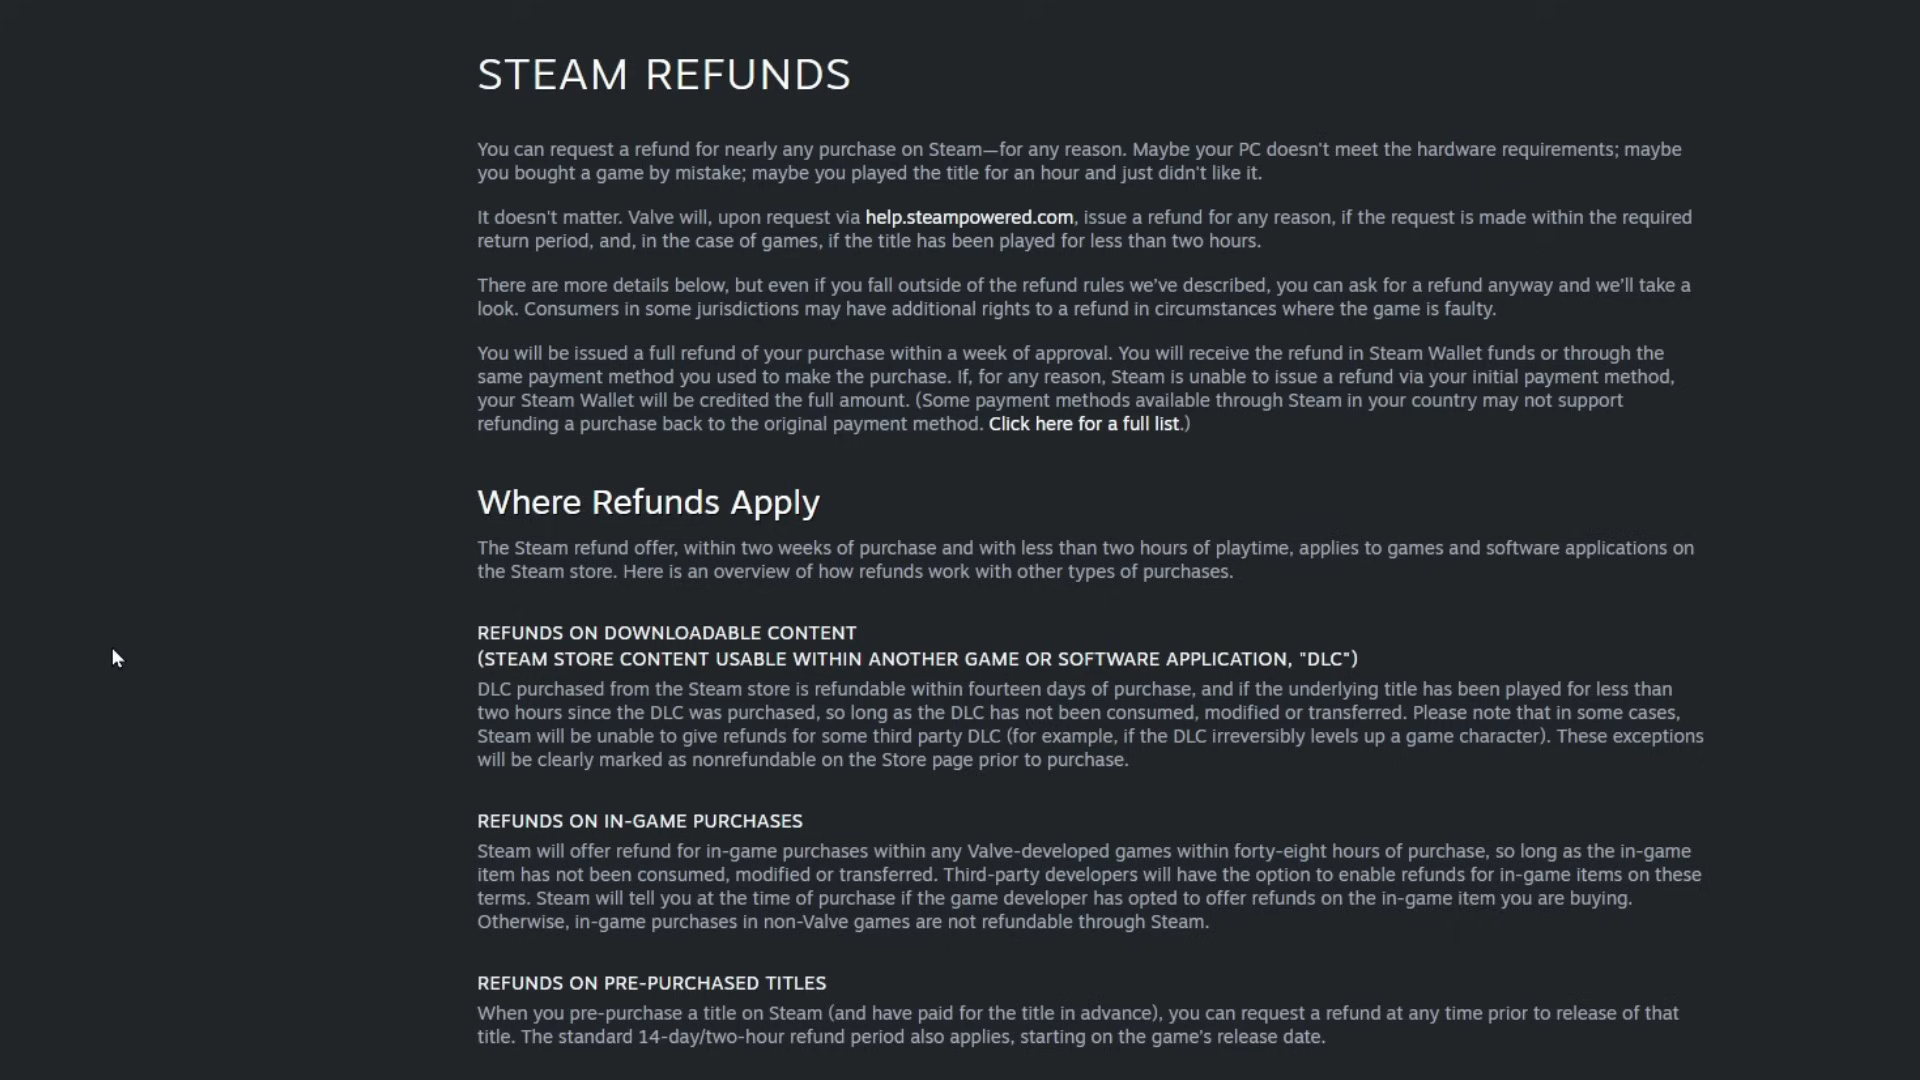 STEAM REFUNDS
You can request a refund for nearly any purchase on Steam—for any reason. Maybe your PC doesn't meet the hardware requirements; maybe
you bought a game by mistake; maybe you played the title for an hour and just didn't like it.
It doesn't matter. Valve will, upon request via help.steampowered.com, issue a refund for any reason, if the request is made within the required
return period, and, in the case of games, if the title has been played for less than two hours.
There are more details below, but even if you fall outside of the refund rules we've described, you can ask for a refund anyway and we'll take a
look. Consumers in some jurisdictions may have additional rights to a refund in circumstances where the game is faulty.
You will be issued a full refund of your purchase within a week of approval. You will receive the refund in Steam Wallet funds or through the
same payment method you used to make the purchase. If, for any reason, Steam is unable to issue a refund via your initial payment method,
your Steam Wallet will be credited the full amount. (Some payment methods available through Steam in your country may not support
refunding a purchase back to the original payment method. Click here for a full list.)
Where Refunds Apply
The Steam refund offer, within two weeks of purchase and with less than two hours of playtime, applies to games and software applications on
the Steam store. Here is an overview of how refunds work with other types of purchases.
REFUNDS ON DOWNLOADABLE CONTENT
(STEAM STORE CONTENT USABLE WITHIN ANOTHER GAME OR SOFTWARE APPLICATION, "DLC")
DLC purchased from the Steam store is refundable within fourteen days of purchase, and if the underlying title has been played for less than
two hours since the DLC was purchased, so long as the DLC has not been consumed, modified or transferred. Please note that in some cases,
Steam will be unable to give refunds for some third party DLC (for example, if the DLC irreversibly levels up a game character). These exceptions
will be clearly marked as nonrefundable on the Store page prior to purchase.
REFUNDS ON IN-GAME PURCHASES
Steam will offer refund for in-game purchases within any Valve-developed games within forty-eight hours of purchase, so long as the in-game
item has not been consumed, modified or transferred. Third-party developers will have the option to enable refunds for in-game items on these
terms. Steam will tell you at the time of purchase if the game developer has opted to offer refunds on the in-game item you are buying.
Otherwise, in-game purchases in non-Valve games are not refundable through Steam.
REFUNDS ON PRE-PURCHASED TITLES
When you pre-purchase a title on Steam (and have paid for the title in advance), you can request a refund at any time prior to release of that
title. The standard 14-day/two-hour refund period also applies, starting on the game's release date.